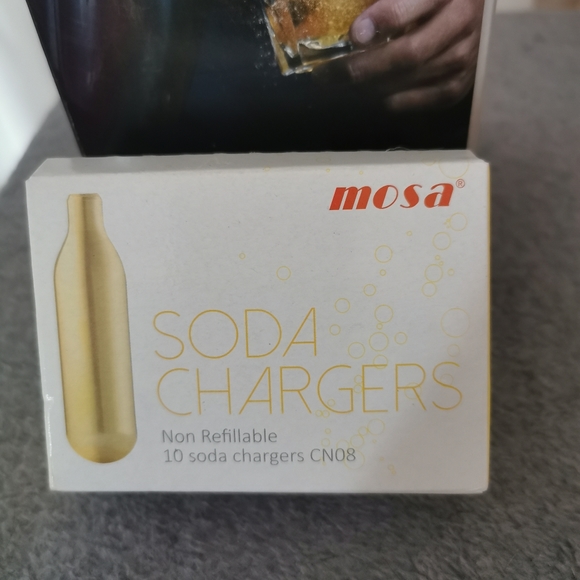 mosa®
SODA
CHARGERS
Non Refillable
10 soda chargers CN08